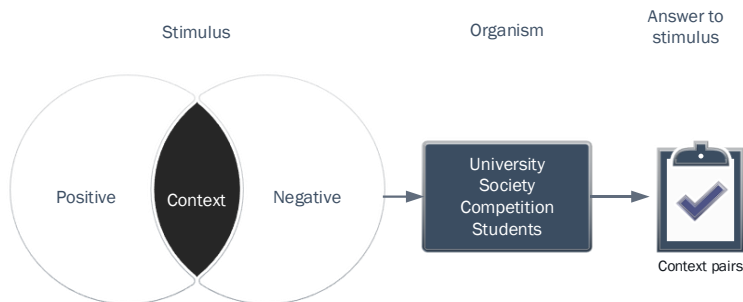 Stimulus
Organism
Answer to
stimulus
Positive
Context
Negative
University
Society
Competition
Students
Context pairs